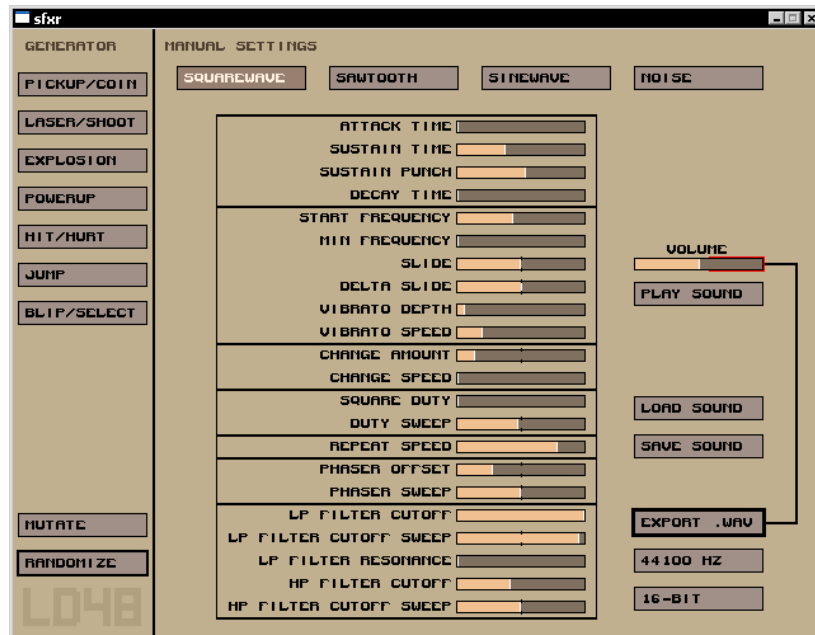 sfxr
GENERATOR
PICKUP/COIN
LASER/SHOOT
EXPLOSION
POWERUP
HIT/HURT
JUMP
BLIP/SELECT
MUTATE
RANDOMIZE
LD48
MANUAL SETTINGS
SQUAREWAVE
SAWTOOTH
SINEWAVE
NOISE
ATTACK TIME
SUSTAIN TIME
SUSTAIN PUNCH
DECAY TIME
START FREQUENCY
MIN FREQUENCY
SLIDE
DELTA SLIDE
VIBRATO DEPTH
VIBRATO SPEED
CHANGE AMOUNT
CHANGE SPEED
SQUARE DUTY
DUTY SWEEP
REPEAT SPEED
PHASER OFFSET
PHASER SWEEP
LP FILTER CUTOFF
LP FILTER CUTOFF SWEEP
LP FILTER RESONANCE
HP FILTER CUTOFF
HP FILTER CUTOFF SWEEP
VOLUME
PLAY SOUND
LOAD SOUND
SAVE SOUND
EXPORT .WAV
44100 HZ
16-BIT